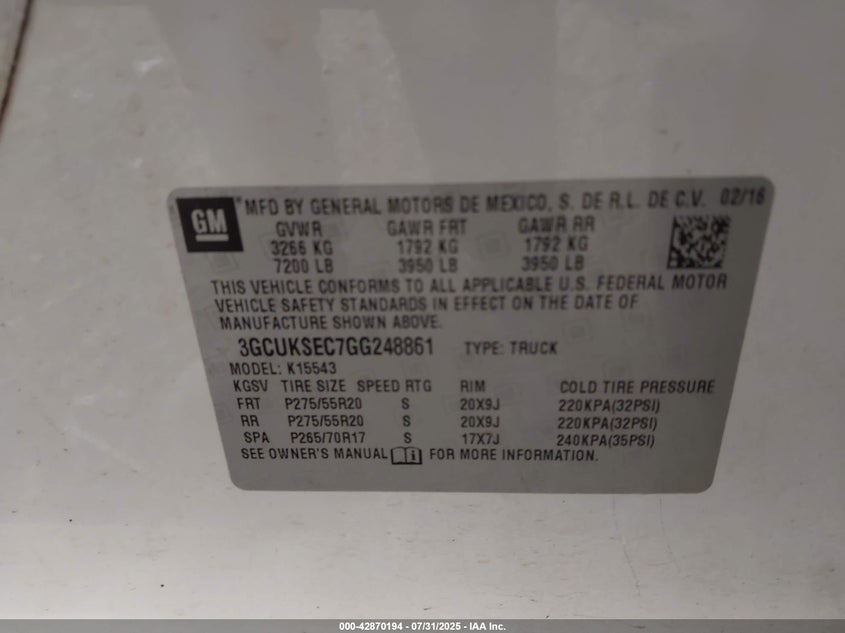 GM
® MFD BY GENERAL MOTORS DE MEXICO, S. DE R.L. DE C.V. 02/16
GVWR GAWR FRT GAWR RR
3266 KG 1792 KG 1792 KG
7200 LB 3950 LB 3950 LB
THIS VEHICLE CONFORMS TO ALL APPLICABLE U.S. FEDERAL MOTOR
VEHICLE SAFETY STANDARDS IN EFFECT ON THE DATE OF
MANUFACTURE SHOWN ABOVE.
3GCUKSEC7GG248861 TYPE: TRUCK
MODEL: K15543
KGSV TIRE SIZE SPEED RTG RIM COLD TIRE PRESSURE
FRT P275/55R20 S 20X9J 220KPA(32PSI)
RR P275/55R20 S 20X9J 220KPA(32PSI)
SPA P265/70R17 S 17X7J 240KPA(35PSI)
SEE OWNER'S MANUAL i FOR MORE INFORMATION.
000-42870194 - 07/31/2025 - IAA Inc.